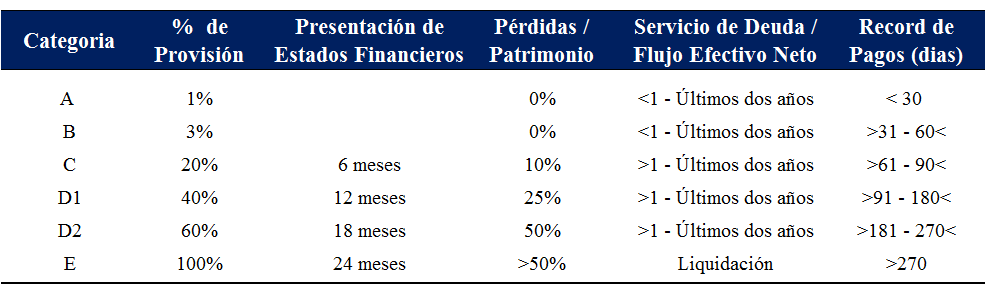 Categoria | % de Provisión | Presentación de Estados Financieros | Pérdidas / Patrimonio | Servicio de Deuda / Flujo Efectivo Neto | Record de Pagos (dias)
A | 1% | | 0% | <1 - Últimos dos años | < 30
B | 3% | | 0% | <1 - Últimos dos años | >31 - 60<
C | 20% | 6 meses | 10% | >1 - Últimos dos años | >61 - 90<
D1 | 40% | 12 meses | 25% | >1 - Últimos dos años | >91 - 180<
D2 | 60% | 18 meses | 50% | >1 - Últimos dos años | >181 - 270<
E | 100% | 24 meses | >50% | Liquidación | >270